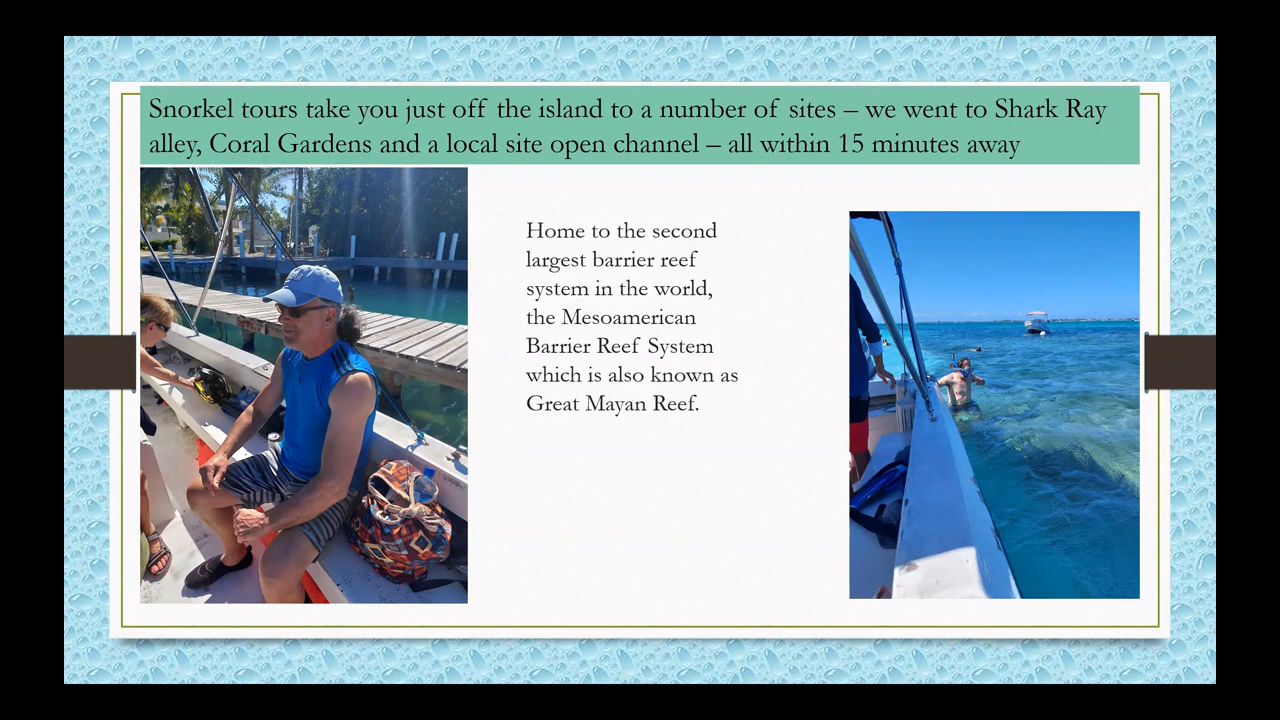 Snorkel tours take you just off the island to a number of sites – we went to Shark Ray
alley, Coral Gardens and a local site open channel – all within 15 minutes away
Home to the second
largest barrier reef
system in the world,
the Mesoamerican
Barrier Reef System
which is also known as
Great Mayan Reef.